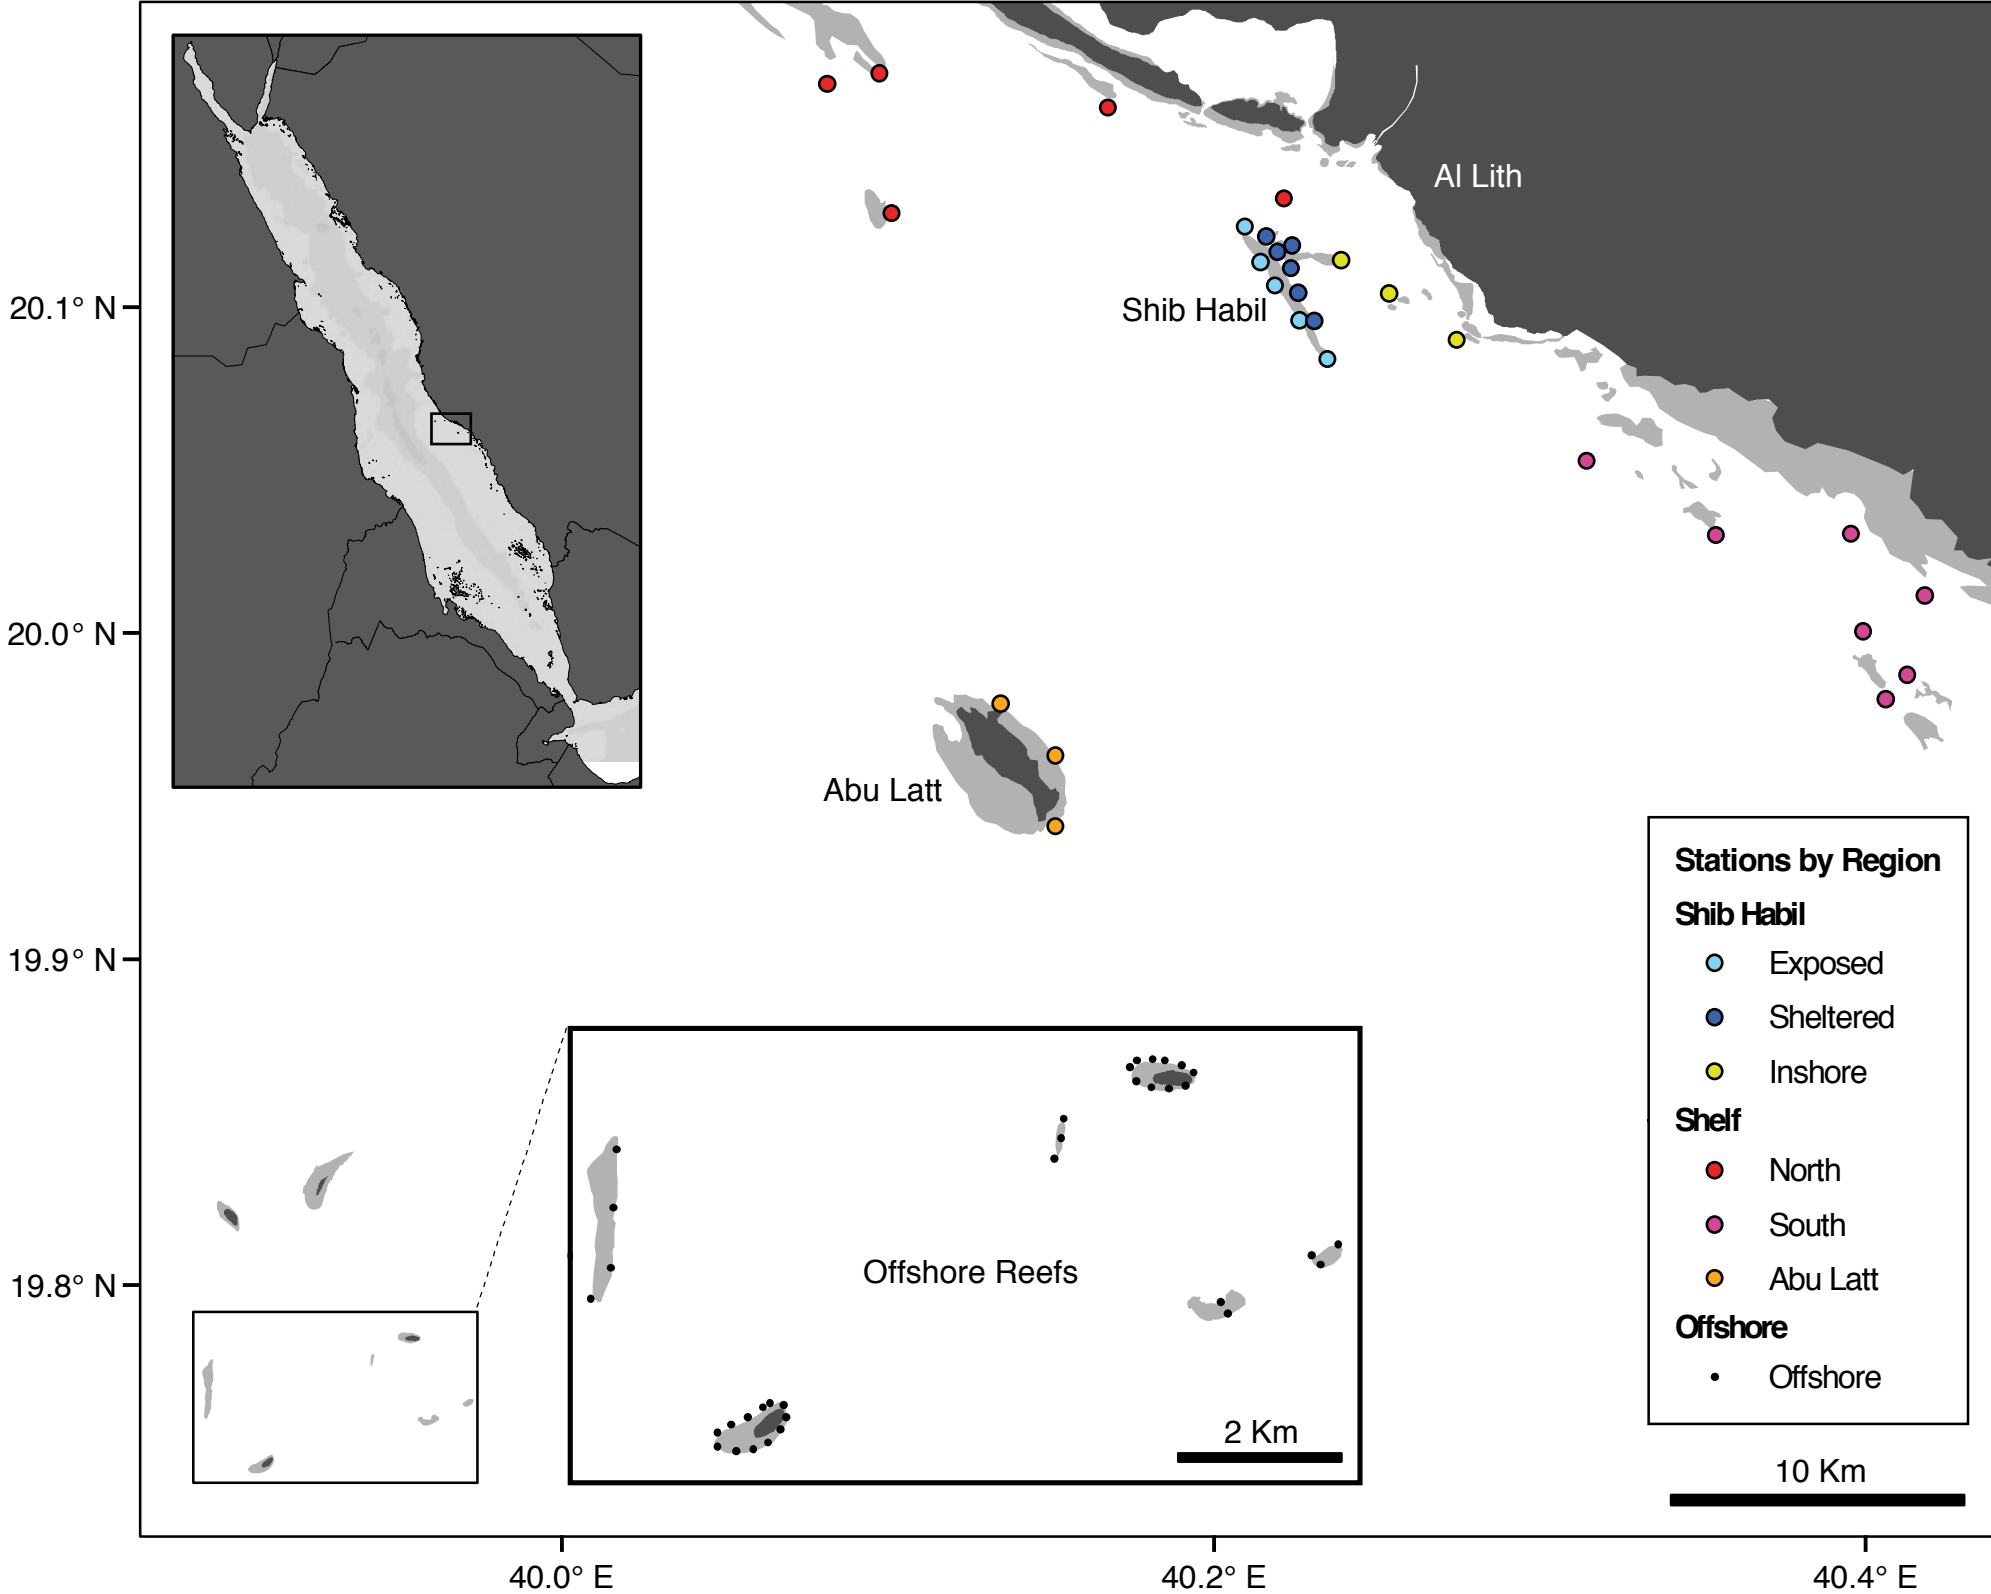 Al Lith
20.1° N
Shib Habil
20.0° N
Abu Latt
19.9° N
19.8° N
Offshore Reefs
2 Km
Stations by Region
Shib Habil
Exposed
Sheltered
Inshore
Shelf
North
South
Abu Latt
Offshore
Offshore
10 Km
40.0° E
40.2° E
40.4° E